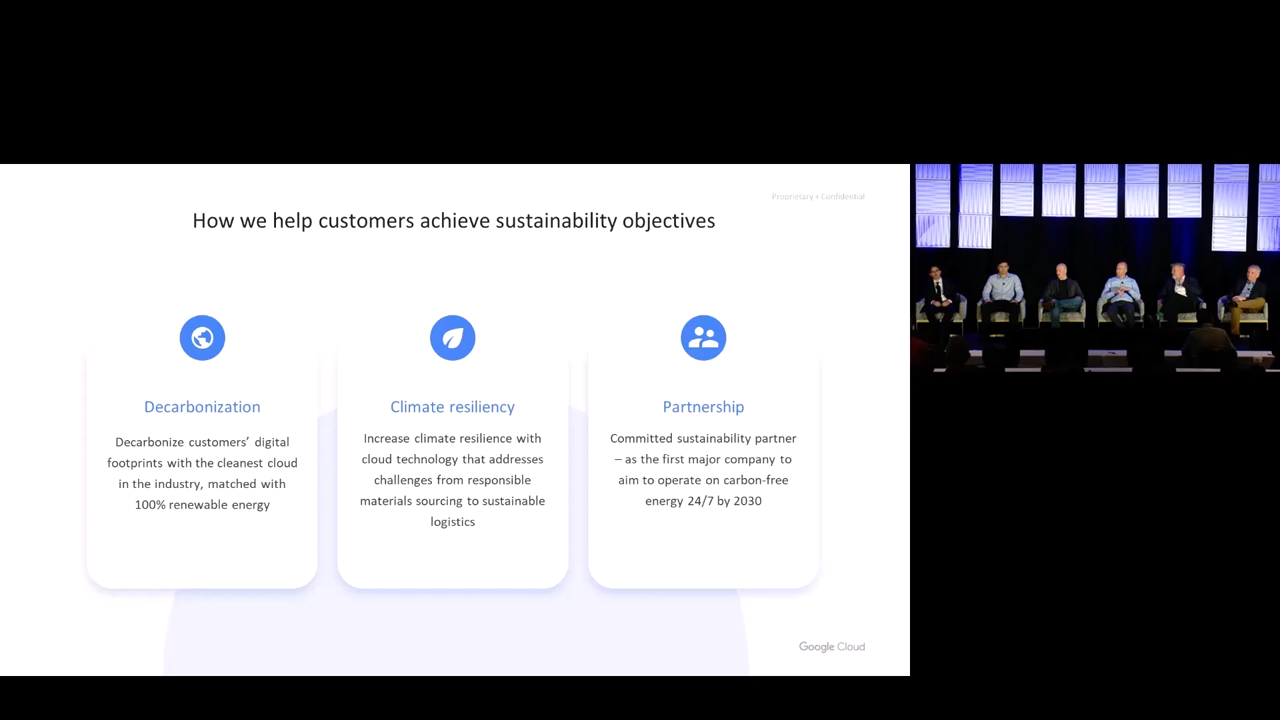 Proprietary + Confidential
How we help customers achieve sustainability objectives
Decarbonization
Decarbonize customers’ digital
footprints with the cleanest cloud
in the industry, matched with
100% renewable energy
Climate resiliency
Increase climate resilience with
cloud technology that addresses
challenges from responsible
materials sourcing to sustainable
logistics
Partnership
Committed sustainability partner
– as the first major company to
aim to operate on carbon-free
energy 24/7 by 2030
Google Cloud